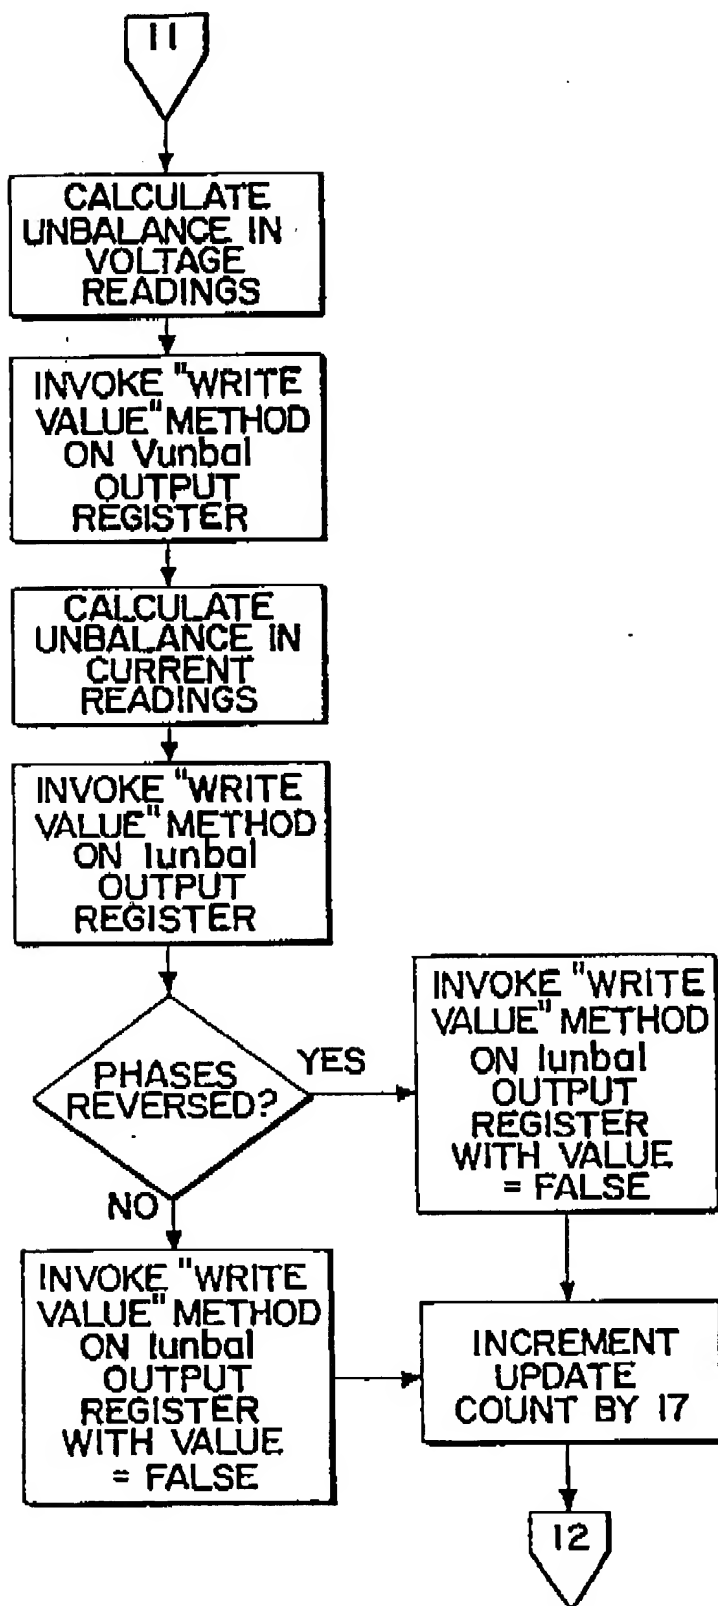 11
CALCULATE
UNBALANCE IN
VOLTAGE
READINGS
INVOKE "WRITE
VALUE" METHOD
ON Vunbal
OUTPUT
REGISTER
CALCULATE
UNBALANCE IN
CURRENT
READINGS
INVOKE "WRITE
VALUE" METHOD
ON Iunbal
OUTPUT
REGISTER
PHASES
REVERSED?
YES
INVOKE "WRITE
VALUE" METHOD
ON Iunbal
OUTPUT
REGISTER
WITH VALUE
= FALSE
NO
INVOKE "WRITE
VALUE" METHOD
ON Iunbal
OUTPUT
REGISTER
WITH VALUE
= FALSE
INCREMENT
UPDATE
COUNT BY 17
12